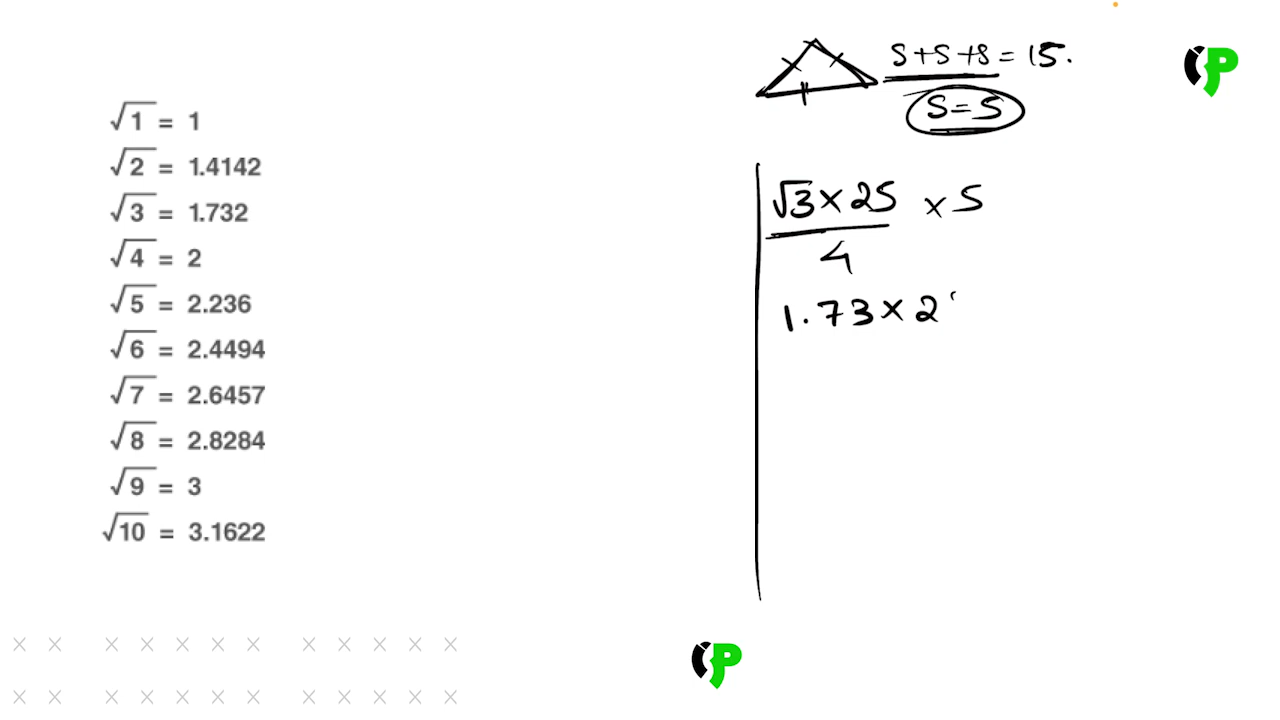 √1 = 1
√2 = 1.4142
√3 = 1.732
√4 = 2
√5 = 2.236
√6 = 2.4494
√7 = 2.6457
√8 = 2.8284
√9 = 3
√10 = 3.1622
S+S+S = 15.
S=5
√3 × 25 × 5
4
1.73 × 2
P
P